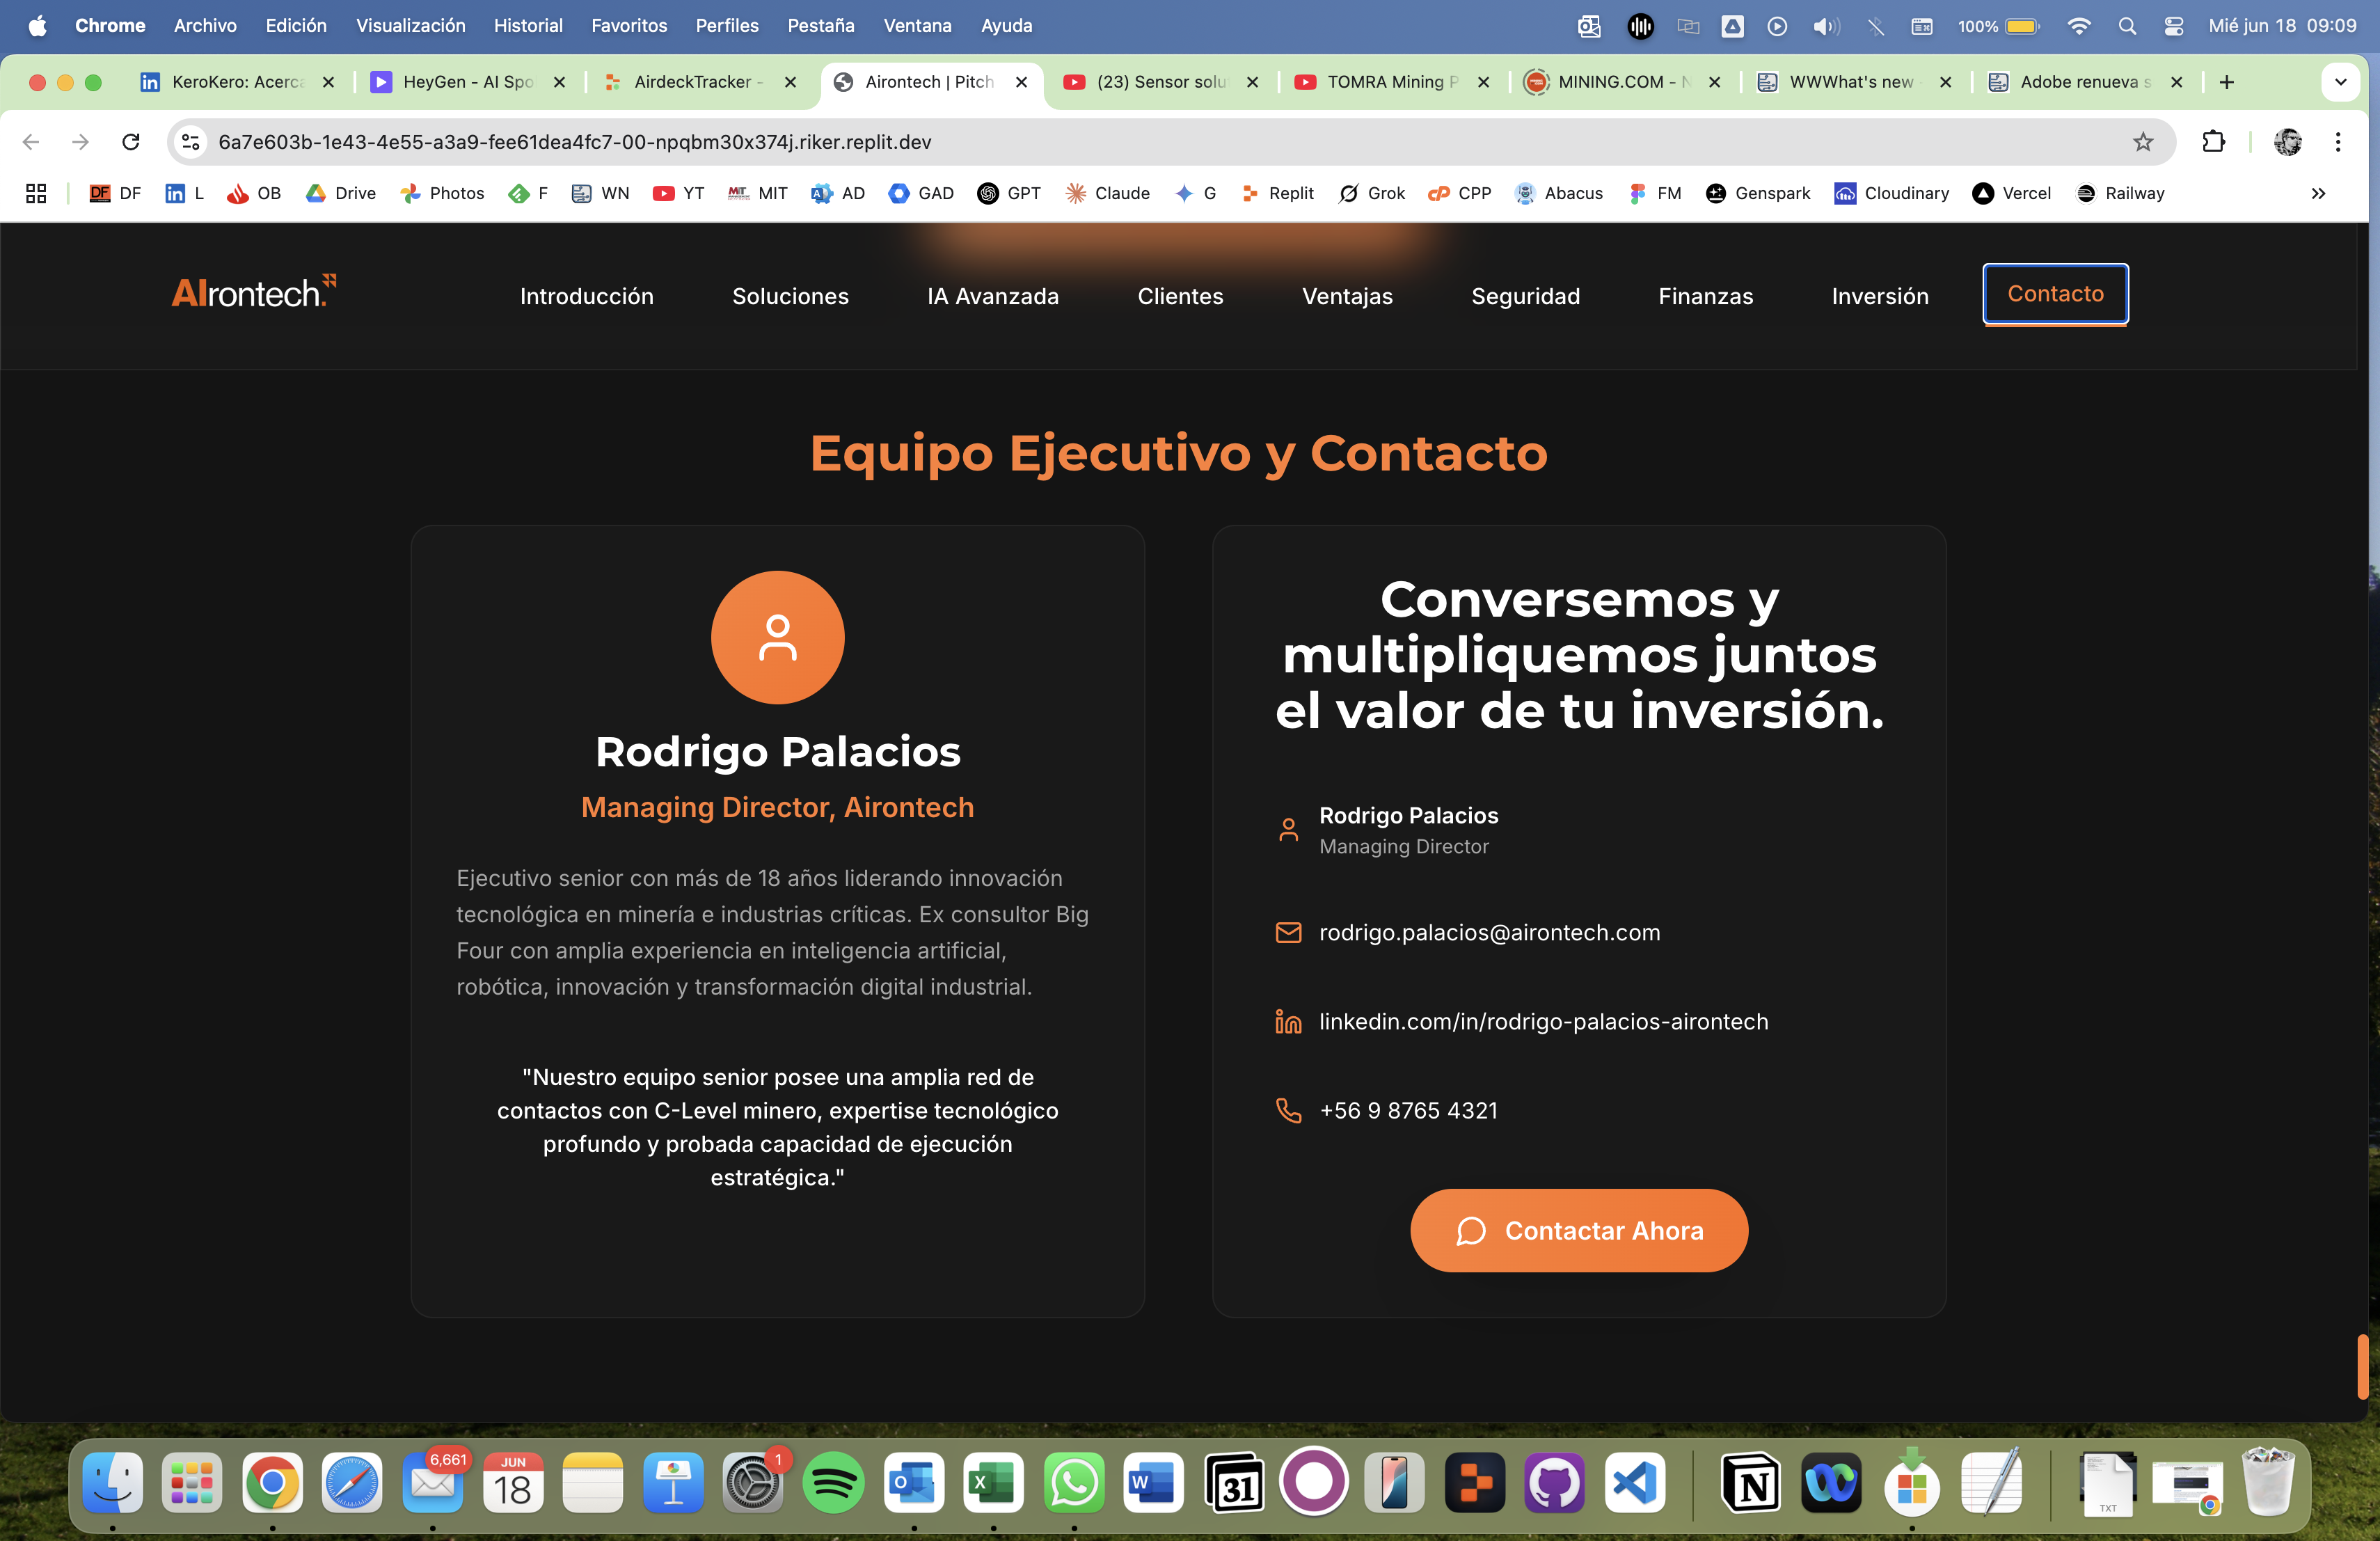 Chrome Archivo Edición Visualización Historial Favoritos Perfiles Pestaña Ventana Ayuda 100% Mié jun 18 09:09
KeroKero: Acerca HeyGen - AI Spo AirdeckTracker - Airontech | Pitch (23) Sensor solu TOMRA Mining P MINING.COM - N WWWhat's new Adobe renueva s
6a7e603b-1e43-4e55-a3a9-fee61dea4fc7-00-npqbm30x374j.riker.replit.dev
DF DF L OB Drive Photos F WN YT MIT MIT AD GAD GPT Claude G Replit Grok CPP Abacus FM Genspark Cloudinary Vercel Railway
AIrontech.
Introducción Soluciones IA Avanzada Clientes Ventajas Seguridad Finanzas Inversión Contacto
Equipo Ejecutivo y Contacto
Rodrigo Palacios
Managing Director, Airontech
Ejecutivo senior con más de 18 años liderando innovación
tecnológica en minería e industrias críticas. Ex consultor Big
Four con amplia experiencia en inteligencia artificial,
robótica, innovación y transformación digital industrial.
"Nuestro equipo senior posee una amplia red de
contactos con C-Level minero, expertise tecnológico
profundo y probada capacidad de ejecución
estratégica."
Conversemos y
multipliquemos juntos
el valor de tu inversión.
Rodrigo Palacios
Managing Director
rodrigo.palacios@airontech.com
linkedin.com/in/rodrigo-palacios-airontech
+56 9 8765 4321
Contactar Ahora
6,661
JUN
18
1
31
TXT